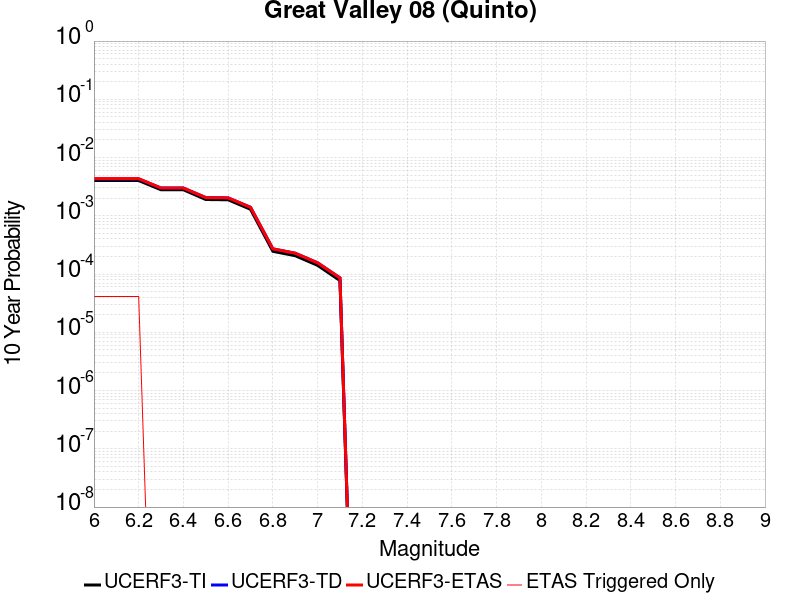 Great Valley 08 (Quinto)
10^0
10^-1
10^-2
10^-3
10^-4
10^-5
10^-6
10^-7
10^-8
10 Year Probability
6 6.2 6.4 6.6 6.8 7 7.2 7.4 7.6 7.8 8 8.2 8.4 8.6 8.8 9
Magnitude
UCERF3-TI UCERF3-TD UCERF3-ETAS ETAS Triggered Only